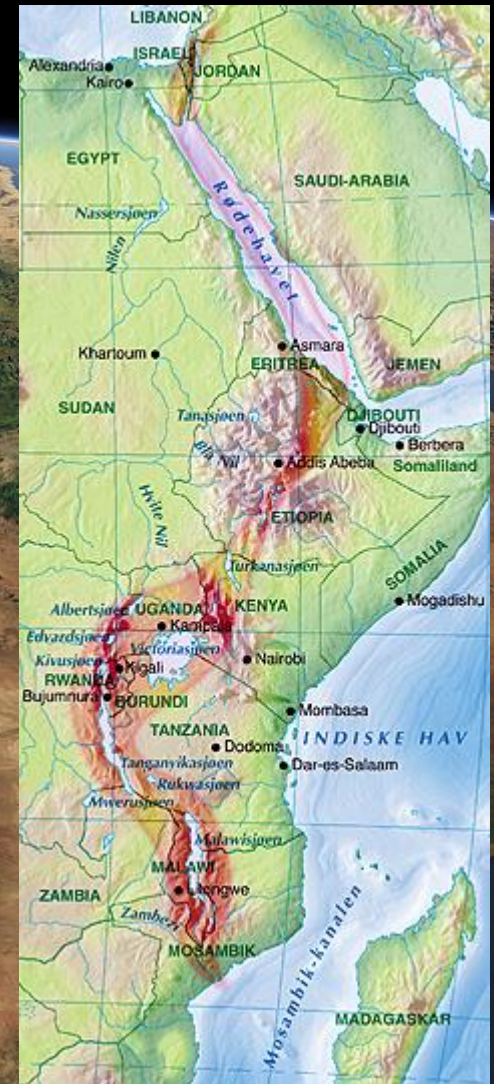 LIBANON
ISRAEL
Alexandria
JORDAN
Kairo
EGYPT
SAUDI-ARABIA
Rødehavet
Nassersjøen
Nilen
Asmara
Khartoum
ERITREA
JEMEN
SUDAN
Tanasjøen
DJIBOUTI
Djibouti
Blå Nil
Berbera
Addis Abeba
Somaliland
Hvite Nil
ETIOPIA
Turkanasjøen
SOMALIA
Albertsjøen
UGANDA
KENYA
Mogadishu
Kampala
Edvardsjøen
Victoriasjøen
Kivusjøen
Kigali
Nairobi
RWANDA
Bujumnura
BURUNDI
Mombasa
TANZANIA
INDISKE HAV
Dodoma
Tanganyikasjøen
Dar-es-Salaam
Rukwasjøen
Mwerusjøen
Malawisjøen
MALAWI
Lilongwe
ZAMBIA
Zambezi
MOSAMBIK
Mosambik-kanalen
MADAGASKAR